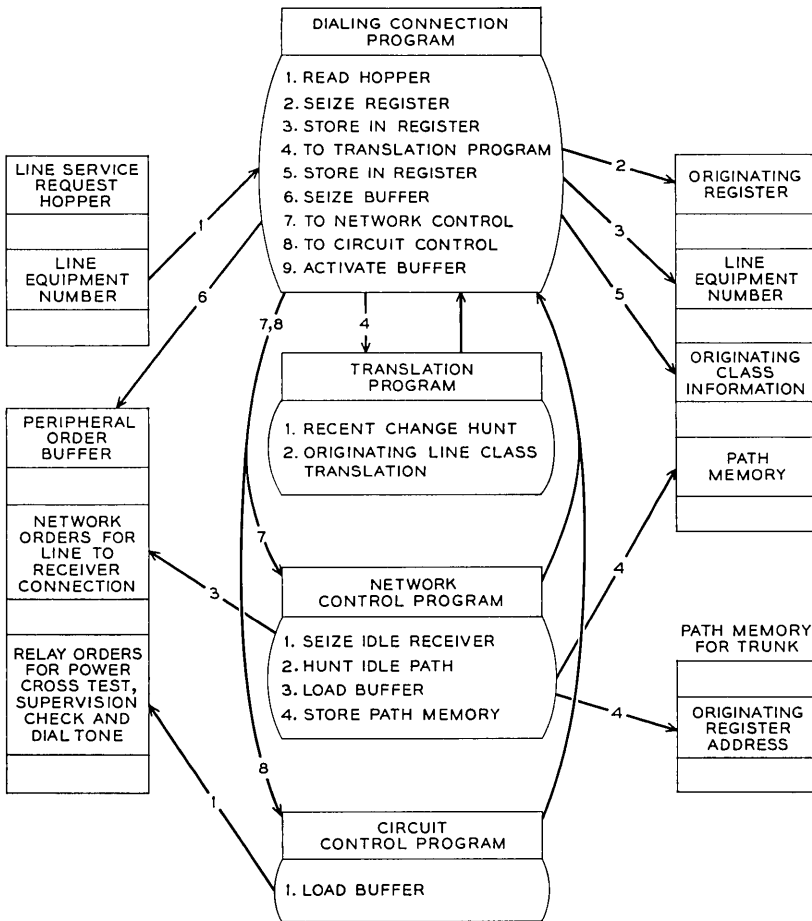 DIALING CONNECTION
PROGRAM
1. READ HOPPER
2. SEIZE REGISTER
3. STORE IN REGISTER
4. TO TRANSLATION PROGRAM
5. STORE IN REGISTER
6. SEIZE BUFFER
7. TO NETWORK CONTROL
8. TO CIRCUIT CONTROL
9. ACTIVATE BUFFER
LINE SERVICE
REQUEST
HOPPER
LINE
EQUIPMENT
NUMBER
1
6
7,8
4
2
3
5
ORIGINATING
REGISTER
LINE
EQUIPMENT
NUMBER
ORIGINATING
CLASS
INFORMATION
PATH
MEMORY
TRANSLATION
PROGRAM
1. RECENT CHANGE HUNT
2. ORIGINATING LINE CLASS
TRANSLATION
PERIPHERAL
ORDER
BUFFER
NETWORK
ORDERS FOR
LINE TO
RECEIVER
CONNECTION
RELAY ORDERS
FOR POWER
CROSS TEST,
SUPERVISION
CHECK AND
DIAL TONE
7
3
4
NETWORK
CONTROL PROGRAM
1. SEIZE IDLE RECEIVER
2. HUNT IDLE PATH
3. LOAD BUFFER
4. STORE PATH MEMORY
4
PATH MEMORY
FOR TRUNK
ORIGINATING
REGISTER
ADDRESS
8
1
CIRCUIT
CONTROL PROGRAM
1. LOAD BUFFER